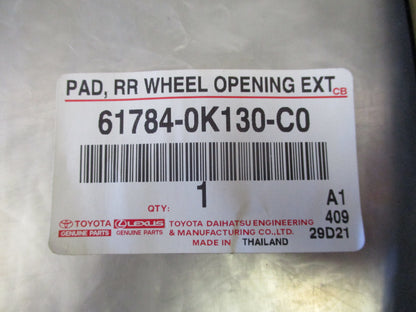 PAD, RR WHEEL OPENING EXT CB
61784-0K130-C0
QTY: 1
A1
409
29D21
TOYOTA GENUINE PARTS
LEXUS GENUINE PARTS
TOYOTA DAIHATSU ENGINEERING
& MANUFACTURING CO.,LTD.
MADE IN THAILAND